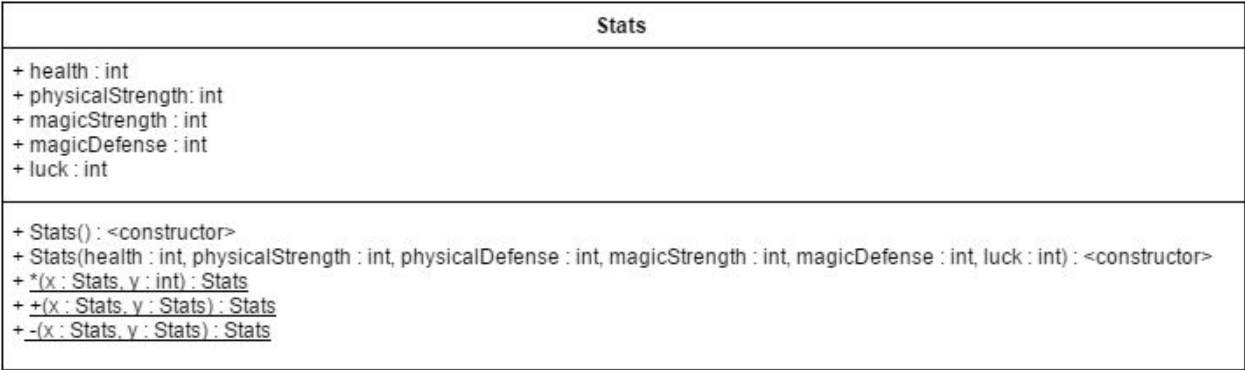 Stats
+ health : int
+ physicalStrength: int
+ magicStrength : int
+ magicDefense : int
+ luck : int
+ Stats() : <constructor>
+ Stats(health : int, physicalStrength : int, physicalDefense : int, magicStrength : int, magicDefense : int, luck : int) : <constructor>
+ *(x : Stats, y : int) : Stats
+ +(x : Stats, y : Stats) : Stats
+ -(x : Stats, y : Stats) : Stats